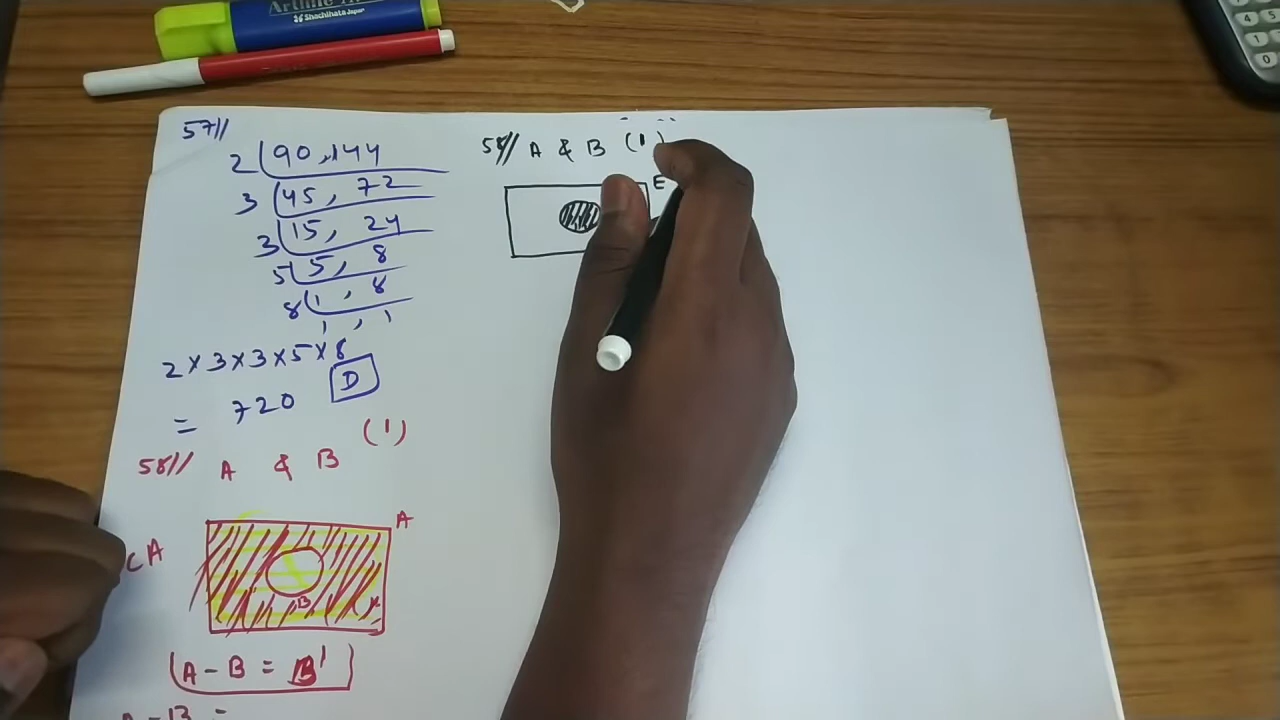 Artline
Shachihata Japan
57//
2 | 90, 144
3 | 45, 72
3 | 15, 24
5 | 5, 8
8 | 1, 8
1, 1
2 × 3 × 3 × 5 × 8
= 720 D
58// A & B (1)
A
B
⊂ A
(A - B = B')
A - B =
58// A & B (1)
E